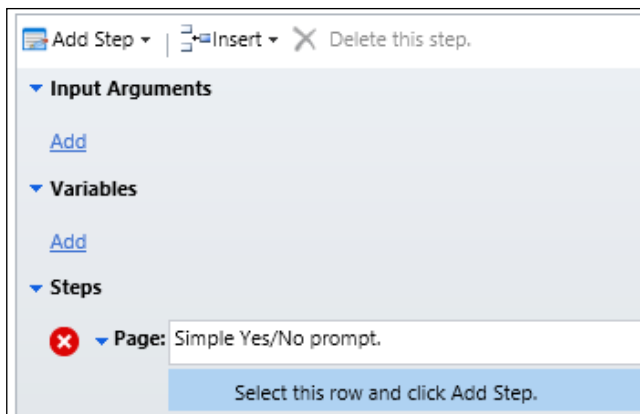 Add Step Insert Delete this step.
Input Arguments
Add
Variables
Add
Steps
Page: Simple Yes/No prompt.
Select this row and click Add Step.